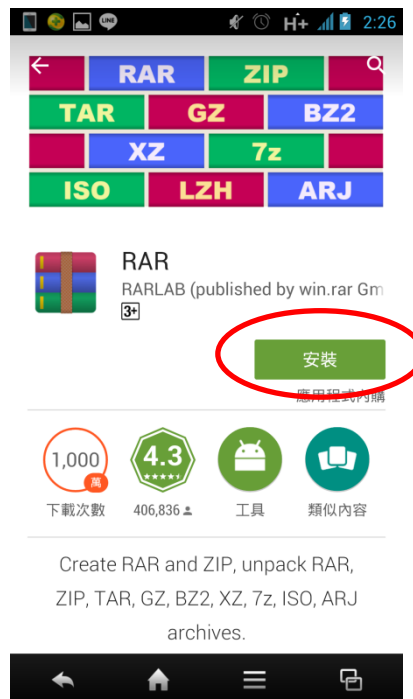 LINE
H+
2:26
RAR ZIP
TAR GZ BZ2
XZ 7z
ISO LZH ARJ
RAR
RARLAB (published by win.rar Gm
3+
安裝
應用程式內購
1,000
萬
4.3
下載次數
406,836
工具
類似內容
Create RAR and ZIP, unpack RAR,
ZIP, TAR, GZ, BZ2, XZ, 7z, ISO, ARJ
archives.